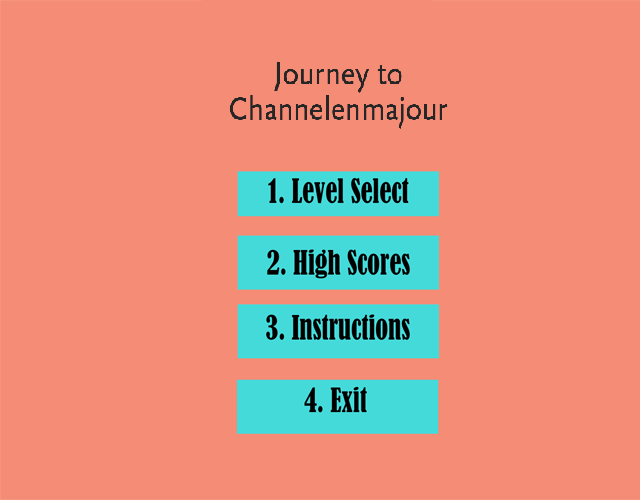 Journey to
Channelenmajour
1. Level Select
2. High Scores
3. Instructions
4. Exit